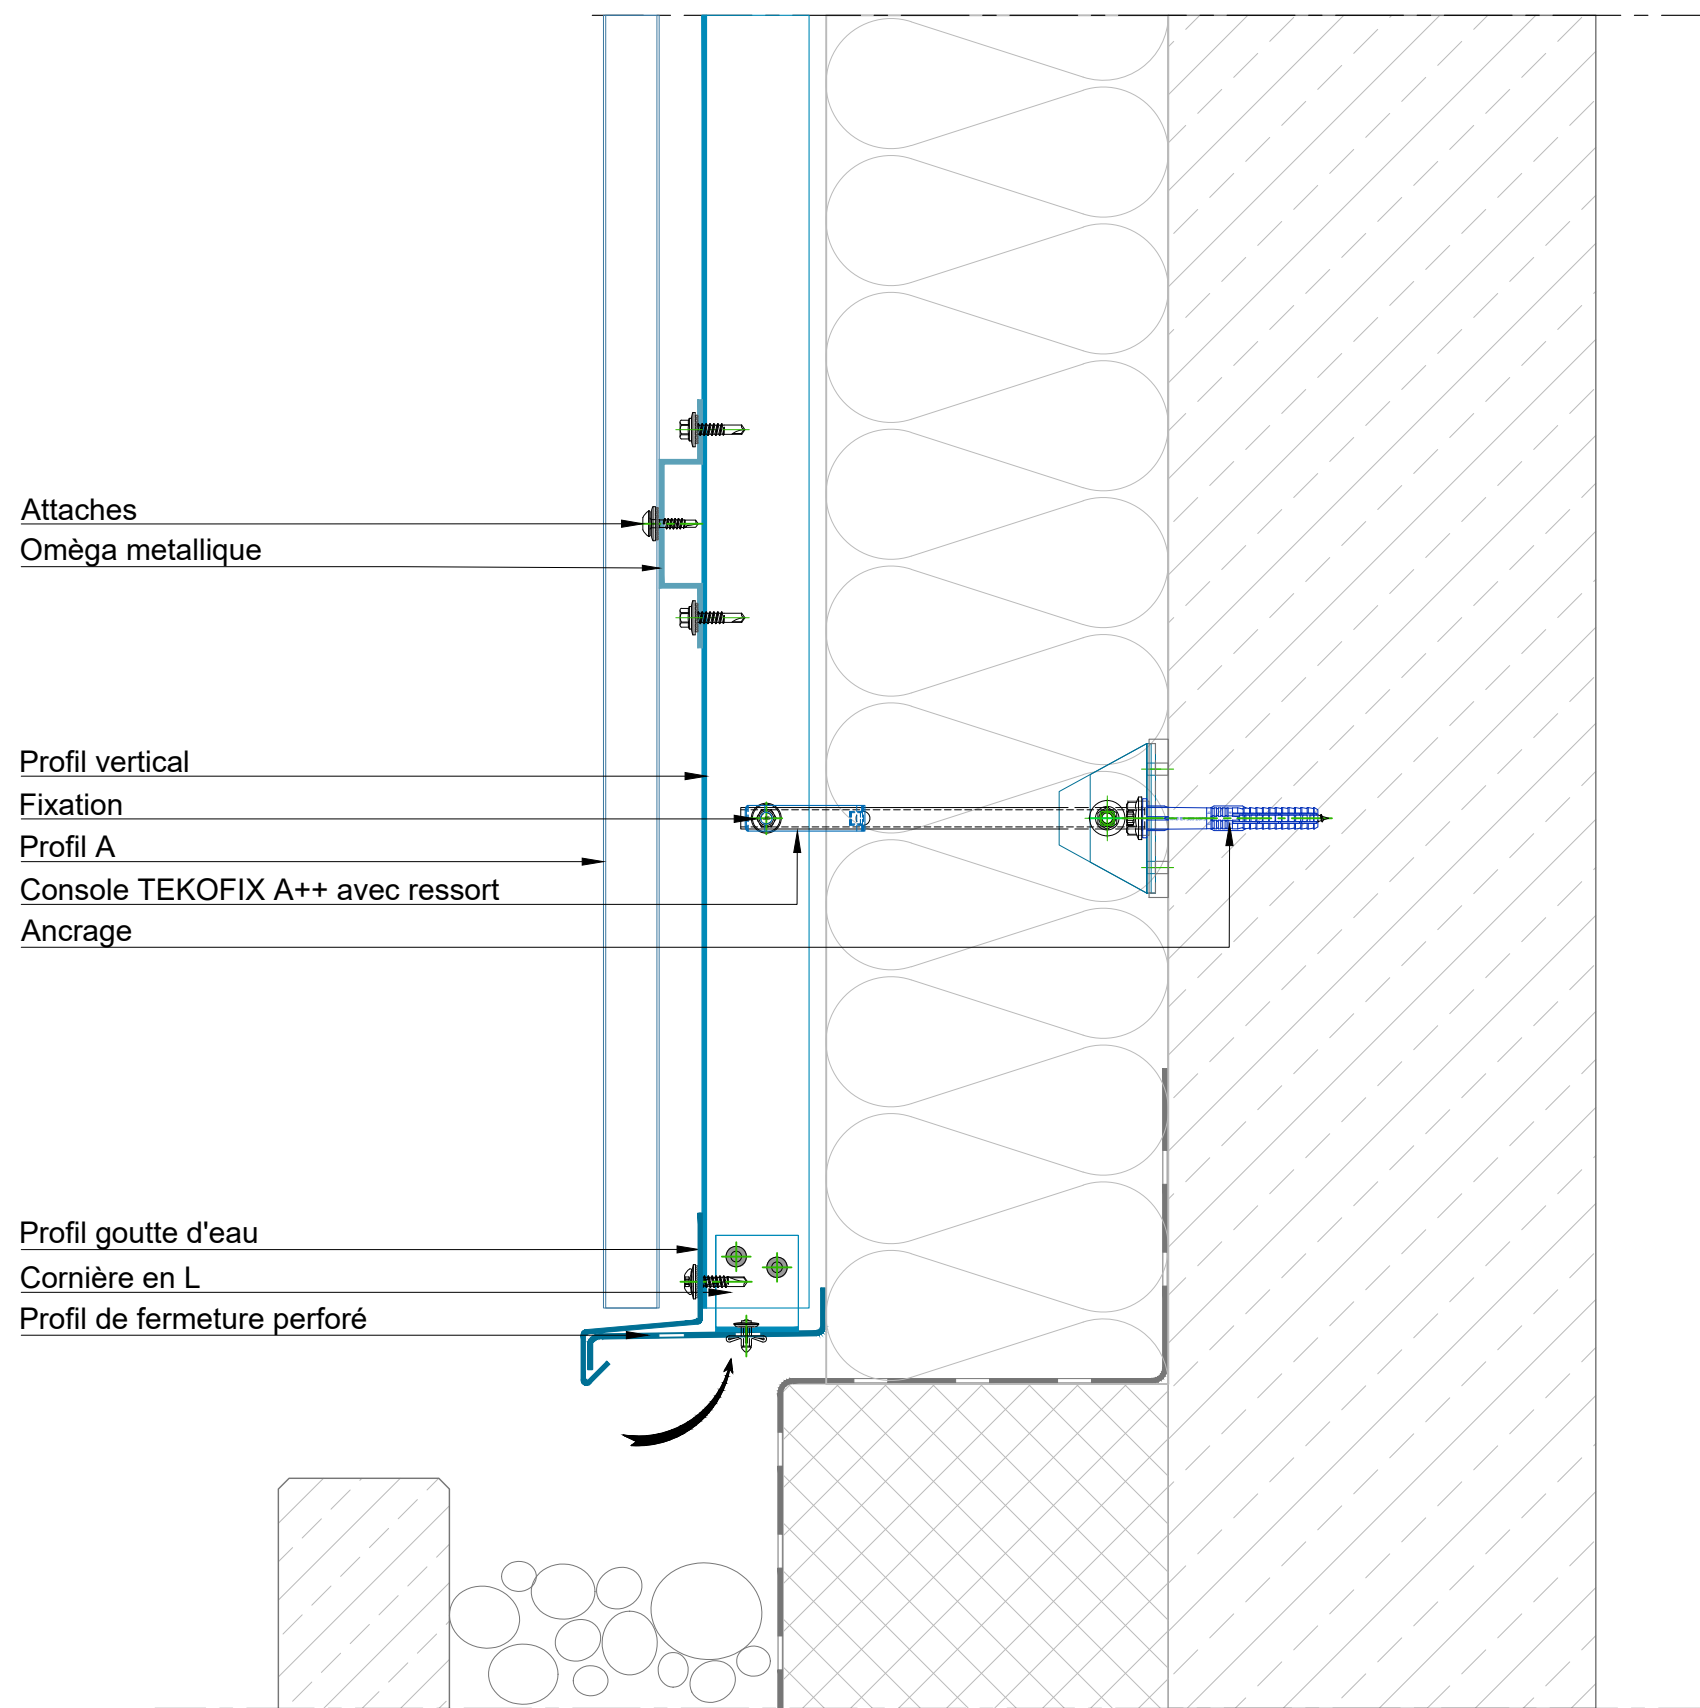 Attaches
Omèga metallique
Profil vertical
Fixation
Profil A
Console TEKOFIX A++ avec ressort
Ancrage
Profil goutte d'eau
Cornière en L
Profil de fermeture perforé